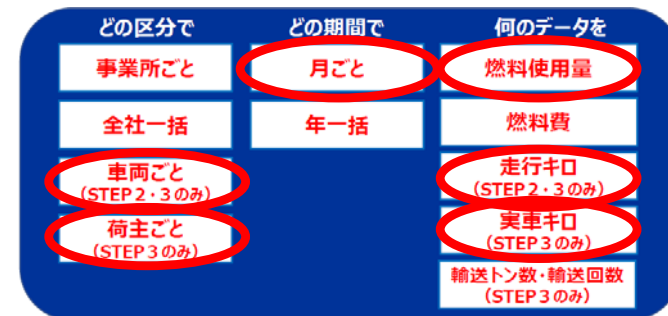 どの区分で
どの期間で
何のデータを
事業所ごと
月ごと
燃料使用量
全社一括
年一括
燃料費
車両ごと
(STEP2・3のみ)
走行キロ
(STEP2・3のみ)
荷主ごと
(STEP3のみ)
実車キロ
(STEP3のみ)
輸送トン数・輸送回数
(STEP3のみ)